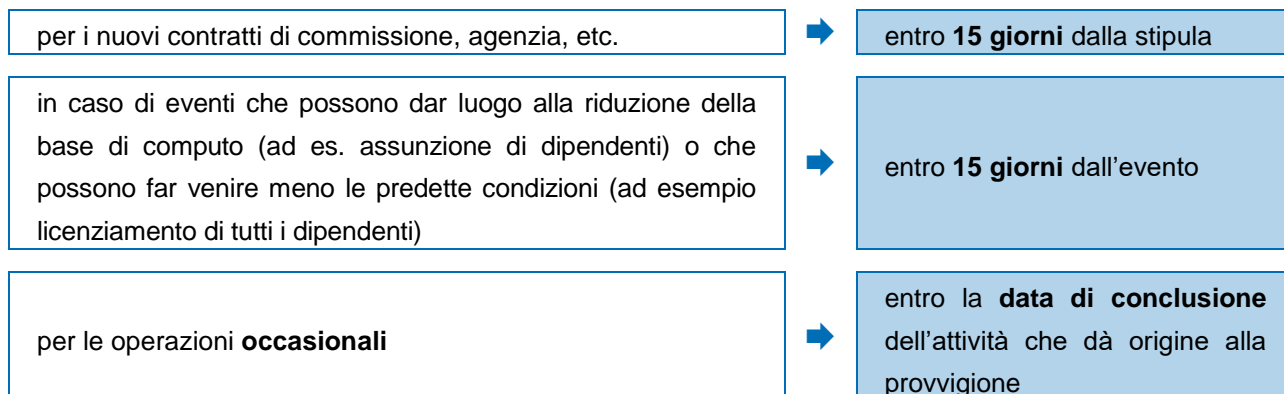 per i nuovi contratti di commissione, agenzia, etc.
entro 15 giorni dalla stipula
in caso di eventi che possono dar luogo alla riduzione della
base di computo (ad es. assunzione di dipendenti) o che
possono far venire meno le predette condizioni (ad esempio
licenziamento di tutti i dipendenti)
entro 15 giorni dall'evento
per le operazioni occasionali
entro la data di conclusione
dell'attività che dà origine alla
provvigione